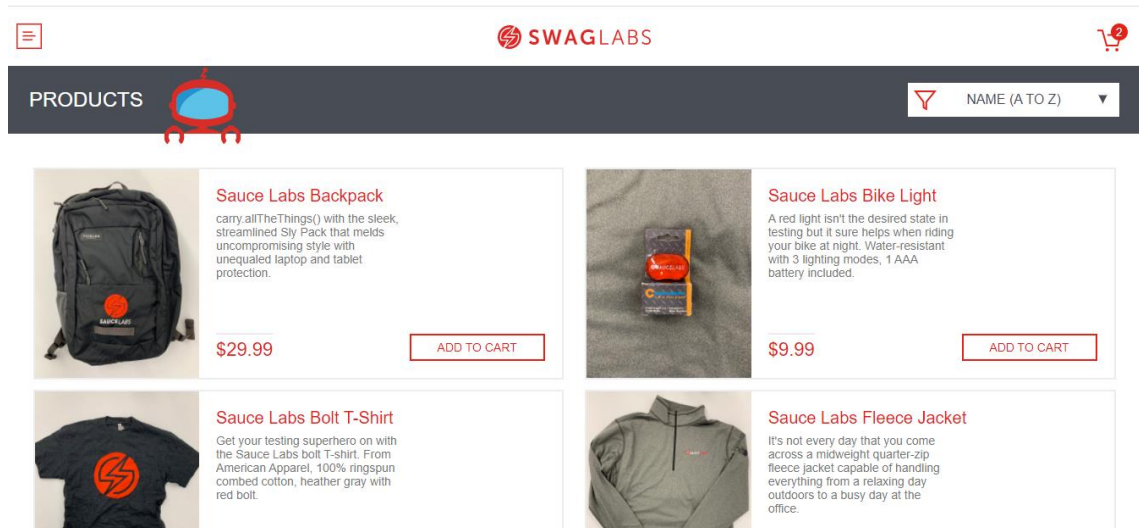 SWAGLABS
2
PRODUCTS
NAME (A TO Z)
Sauce Labs Backpack
carry.allTheThings() with the sleek,
streamlined Sly Pack that melds
uncompromising style with
unequaled laptop and tablet
protection.
$29.99
ADD TO CART
SAUCELABS
Sauce Labs Bike Light
A red light isn't the desired state in
testing but it sure helps when riding
your bike at night. Water-resistant
with 3 lighting modes, 1 AAA
battery included.
$9.99
ADD TO CART
SAUCELABS
Sauce Labs Bolt T-Shirt
Get your testing superhero on with
the Sauce Labs bolt T-shirt. From
American Apparel, 100% ringspun
combed cotton, heather gray with
red bolt.
Sauce Labs Fleece Jacket
It's not every day that you come
across a midweight quarter-zip
fleece jacket capable of handling
everything from a relaxing day
outdoors to a busy day at the
office.